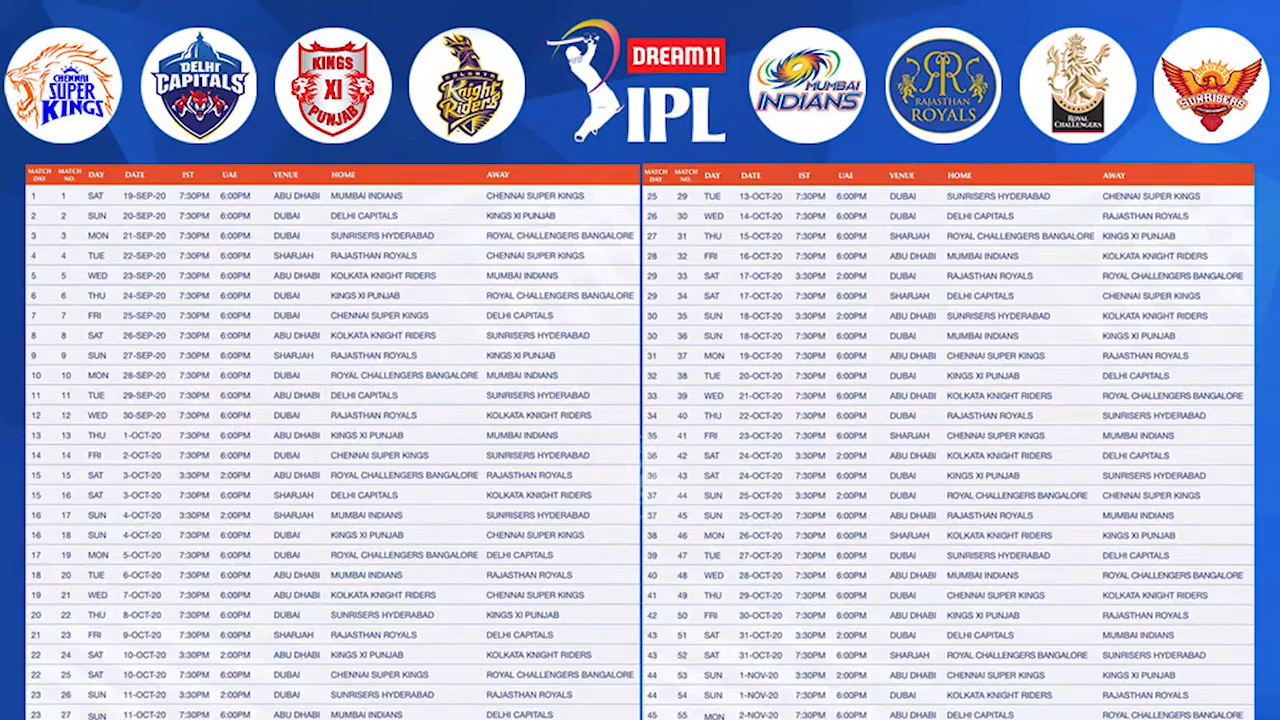 CHENNAI
SUPER
KINGS
DELHI
CAPITALS
KINGS
XI
PUNJAB
KOLKATA
Knight
Riders
DREAM11
IPL
MUMBAI
INDIANS
RR
RAJASTHAN
ROYALS
ROYAL
CHALLENGERS
SUNRISERS
MATCH DAY MATCH NO. DAY DATE IST UAE VENUE HOME AWAY
1 1 SAT 19-SEP-20 7:30PM 6:00PM ABU DHABI MUMBAI INDIANS CHENNAI SUPER KINGS
2 2 SUN 20-SEP-20 7:30PM 6:00PM DUBAI DELHI CAPITALS KINGS XI PUNJAB
3 3 MON 21-SEP-20 7:30PM 6:00PM DUBAI SUNRISERS HYDERABAD ROYAL CHALLENGERS BANGALORE
4 4 TUE 22-SEP-20 7:30PM 6:00PM SHARJAH RAJASTHAN ROYALS CHENNAI SUPER KINGS
5 5 WED 23-SEP-20 7:30PM 6:00PM ABU DHABI KOLKATA KNIGHT RIDERS MUMBAI INDIANS
6 6 THU 24-SEP-20 7:30PM 6:00PM DUBAI KINGS XI PUNJAB ROYAL CHALLENGERS BANGALORE
7 7 FRI 25-SEP-20 7:30PM 6:00PM DUBAI CHENNAI SUPER KINGS DELHI CAPITALS
8 8 SAT 26-SEP-20 7:30PM 6:00PM ABU DHABI KOLKATA KNIGHT RIDERS SUNRISERS HYDERABAD
9 9 SUN 27-SEP-20 7:30PM 6:00PM SHARJAH RAJASTHAN ROYALS KINGS XI PUNJAB
10 10 MON 28-SEP-20 7:30PM 6:00PM DUBAI ROYAL CHALLENGERS BANGALORE MUMBAI INDIANS
11 11 TUE 29-SEP-20 7:30PM 6:00PM ABU DHABI DELHI CAPITALS SUNRISERS HYDERABAD
12 12 WED 30-SEP-20 7:30PM 6:00PM DUBAI RAJASTHAN ROYALS KOLKATA KNIGHT RIDERS
13 13 THU 1-OCT-20 7:30PM 6:00PM ABU DHABI KINGS XI PUNJAB MUMBAI INDIANS
14 14 FRI 2-OCT-20 7:30PM 6:00PM DUBAI CHENNAI SUPER KINGS SUNRISERS HYDERABAD
15 15 SAT 3-OCT-20 3:30PM 2:00PM ABU DHABI ROYAL CHALLENGERS BANGALORE RAJASTHAN ROYALS
15 16 SAT 3-OCT-20 7:30PM 6:00PM SHARJAH DELHI CAPITALS KOLKATA KNIGHT RIDERS
16 17 SUN 4-OCT-20 3:30PM 2:00PM SHARJAH MUMBAI INDIANS SUNRISERS HYDERABAD
16 18 SUN 4-OCT-20 7:30PM 6:00PM DUBAI KINGS XI PUNJAB CHENNAI SUPER KINGS
17 19 MON 5-OCT-20 7:30PM 6:00PM DUBAI ROYAL CHALLENGERS BANGALORE DELHI CAPITALS
18 20 TUE 6-OCT-20 7:30PM 6:00PM ABU DHABI MUMBAI INDIANS RAJASTHAN ROYALS
19 21 WED 7-OCT-20 7:30PM 6:00PM ABU DHABI KOLKATA KNIGHT RIDERS CHENNAI SUPER KINGS
20 22 THU 8-OCT-20 7:30PM 6:00PM DUBAI SUNRISERS HYDERABAD KINGS XI PUNJAB
21 23 FRI 9-OCT-20 7:30PM 6:00PM SHARJAH RAJASTHAN ROYALS DELHI CAPITALS
22 24 SAT 10-OCT-20 3:30PM 2:00PM ABU DHABI KINGS XI PUNJAB KOLKATA KNIGHT RIDERS
22 25 SAT 10-OCT-20 7:30PM 6:00PM DUBAI CHENNAI SUPER KINGS ROYAL CHALLENGERS BANGALORE
23 26 SUN 11-OCT-20 3:30PM 2:00PM DUBAI SUNRISERS HYDERABAD RAJASTHAN ROYALS
23 27 SUN 11-OCT-20 7:30PM 6:00PM ABU DHABI MUMBAI INDIANS DELHI CAPITALS
MATCH DAY MATCH NO. DAY DATE IST UAE VENUE HOME AWAY
25 29 TUE 13-OCT-20 7:30PM 6:00PM DUBAI SUNRISERS HYDERABAD CHENNAI SUPER KINGS
26 30 WED 14-OCT-20 7:30PM 6:00PM DUBAI DELHI CAPITALS RAJASTHAN ROYALS
27 31 THU 15-OCT-20 7:30PM 6:00PM SHARJAH ROYAL CHALLENGERS BANGALORE KINGS XI PUNJAB
28 32 FRI 16-OCT-20 7:30PM 6:00PM ABU DHABI MUMBAI INDIANS KOLKATA KNIGHT RIDERS
29 33 SAT 17-OCT-20 3:30PM 2:00PM DUBAI RAJASTHAN ROYALS ROYAL CHALLENGERS BANGALORE
29 34 SAT 17-OCT-20 7:30PM 6:00PM SHARJAH DELHI CAPITALS CHENNAI SUPER KINGS
30 35 SUN 18-OCT-20 3:30PM 2:00PM ABU DHABI SUNRISERS HYDERABAD KOLKATA KNIGHT RIDERS
30 36 SUN 18-OCT-20 7:30PM 6:00PM DUBAI MUMBAI INDIANS KINGS XI PUNJAB
31 37 MON 19-OCT-20 7:30PM 6:00PM ABU DHABI CHENNAI SUPER KINGS RAJASTHAN ROYALS
32 38 TUE 20-OCT-20 7:30PM 6:00PM DUBAI KINGS XI PUNJAB DELHI CAPITALS
33 39 WED 21-OCT-20 7:30PM 6:00PM ABU DHABI KOLKATA KNIGHT RIDERS ROYAL CHALLENGERS BANGALORE
34 40 THU 22-OCT-20 7:30PM 6:00PM DUBAI RAJASTHAN ROYALS SUNRISERS HYDERABAD
35 41 FRI 23-OCT-20 7:30PM 6:00PM SHARJAH CHENNAI SUPER KINGS MUMBAI INDIANS
36 42 SAT 24-OCT-20 3:30PM 2:00PM ABU DHABI KOLKATA KNIGHT RIDERS DELHI CAPITALS
36 43 SAT 24-OCT-20 7:30PM 6:00PM DUBAI KINGS XI PUNJAB SUNRISERS HYDERABAD
37 44 SUN 25-OCT-20 3:30PM 2:00PM DUBAI ROYAL CHALLENGERS BANGALORE CHENNAI SUPER KINGS
37 45 SUN 25-OCT-20 7:30PM 6:00PM ABU DHABI RAJASTHAN ROYALS MUMBAI INDIANS
38 46 MON 26-OCT-20 7:30PM 6:00PM SHARJAH KOLKATA KNIGHT RIDERS KINGS XI PUNJAB
39 47 TUE 27-OCT-20 7:30PM 6:00PM DUBAI SUNRISERS HYDERABAD DELHI CAPITALS
40 48 WED 28-OCT-20 7:30PM 6:00PM ABU DHABI MUMBAI INDIANS ROYAL CHALLENGERS BANGALORE
41 49 THU 29-OCT-20 7:30PM 6:00PM DUBAI CHENNAI SUPER KINGS KOLKATA KNIGHT RIDERS
42 50 FRI 30-OCT-20 7:30PM 6:00PM ABU DHABI KINGS XI PUNJAB RAJASTHAN ROYALS
43 51 SAT 31-OCT-20 3:30PM 2:00PM DUBAI DELHI CAPITALS MUMBAI INDIANS
43 52 SAT 31-OCT-20 7:30PM 6:00PM SHARJAH ROYAL CHALLENGERS BANGALORE SUNRISERS HYDERABAD
44 53 SUN 1-NOV-20 3:30PM 2:00PM ABU DHABI CHENNAI SUPER KINGS KINGS XI PUNJAB
44 54 SUN 1-NOV-20 7:30PM 6:00PM DUBAI KOLKATA KNIGHT RIDERS RAJASTHAN ROYALS
45 55 MON 2-NOV-20 7:30PM 6:00PM ABU DHABI DELHI CAPITALS ROYAL CHALLENGERS BANGALORE